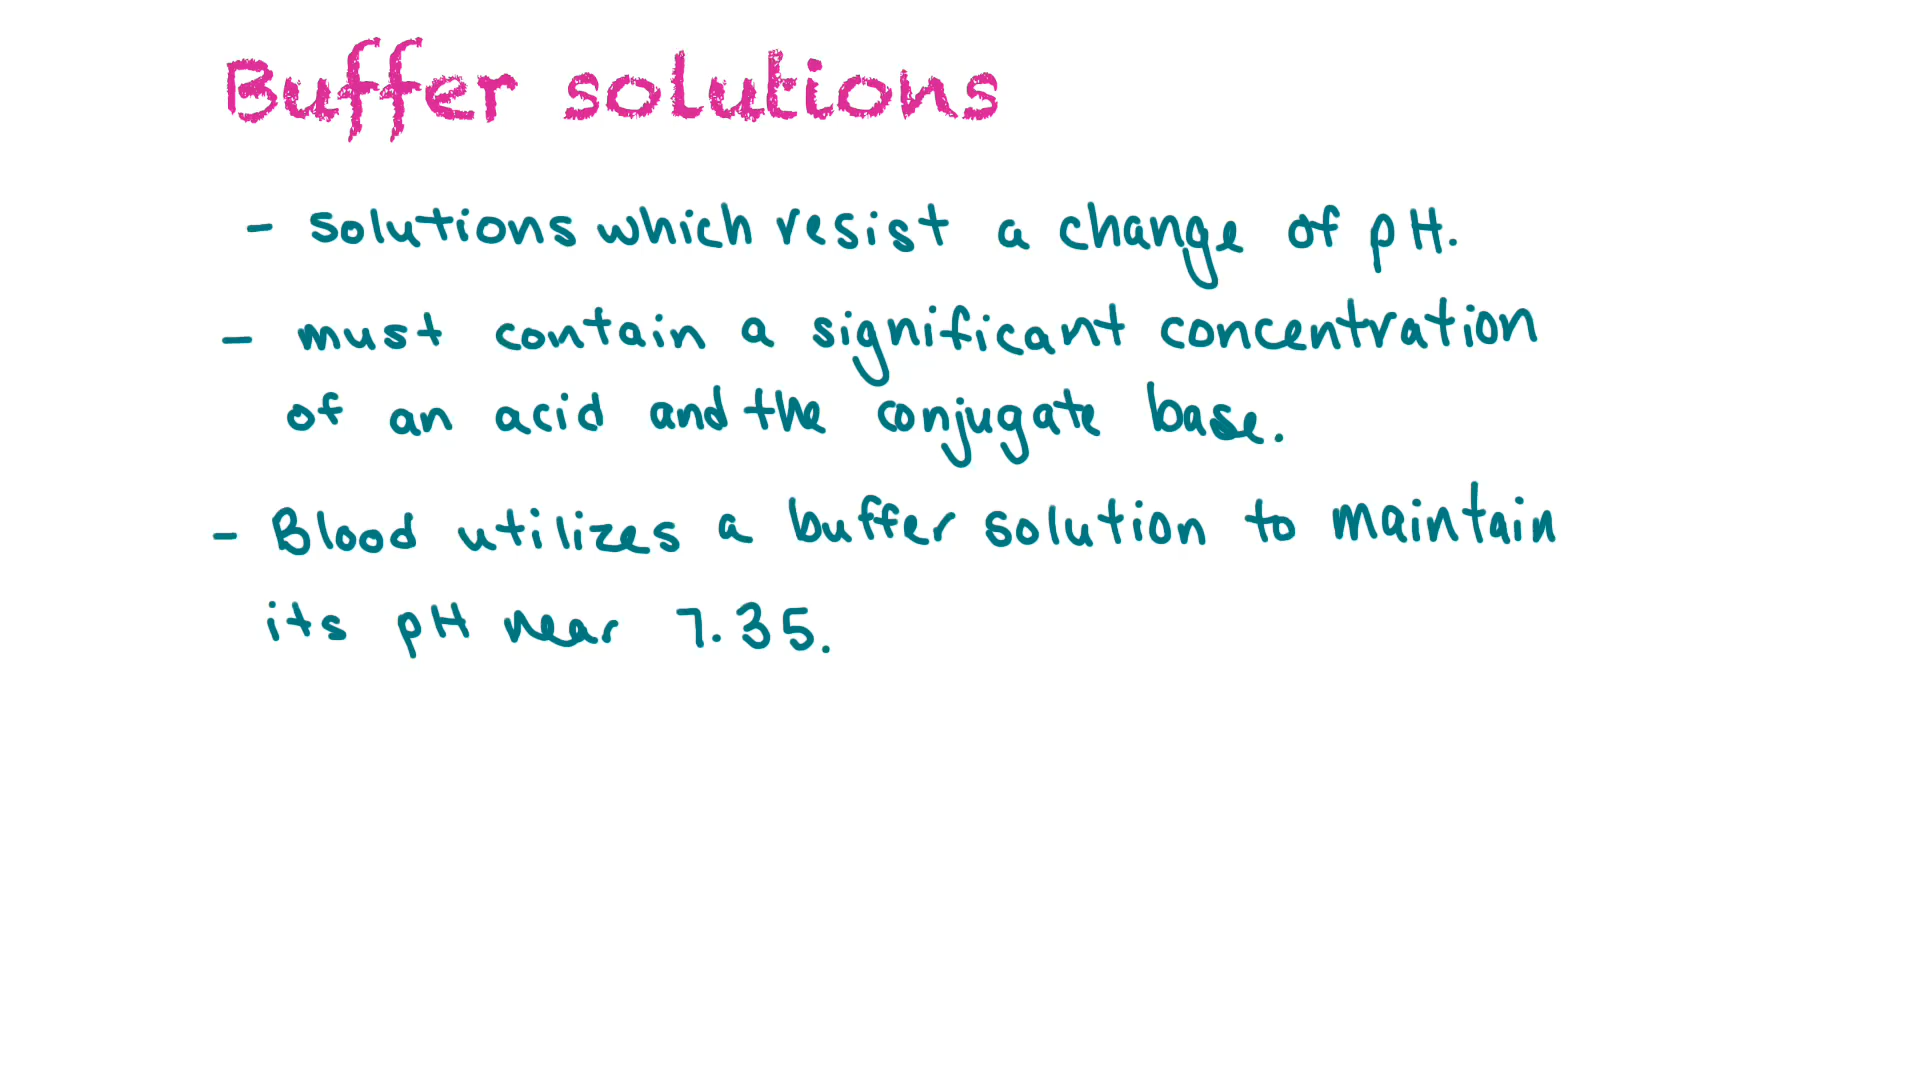 Buffer solutions
- solutions which resist a change of pH.
- must contain a significant concentration
of an acid and the conjugate base.
- Blood utilizes a buffer solution to maintain
its pH near 7.35.